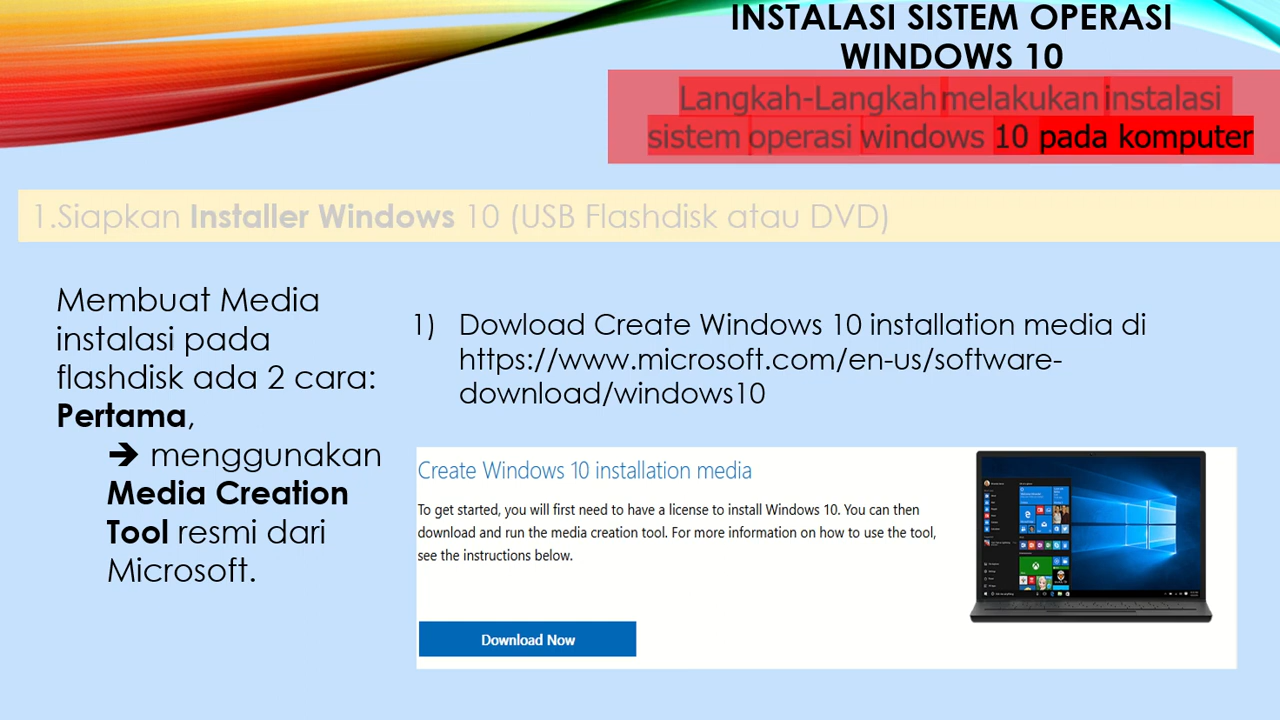 INSTALASI SISTEM OPERASI
WINDOWS 10
Langkah-Langkah melakukan instalasi
sistem operasi windows 10 pada komputer
1.Siapkan Installer Windows 10 (USB Flashdisk atau DVD)
Membuat Media
instalasi pada
flashdisk ada 2 cara:
Pertama,
➔ menggunakan
Media Creation
Tool resmi dari
Microsoft.
1) Dowload Create Windows 10 installation media di
https://www.microsoft.com/en-us/software-
download/windows10
Create Windows 10 installation media
To get started, you will first need to have a license to install Windows 10. You can then
download and run the media creation tool. For more information on how to use the tool,
see the instructions below.
Download Now